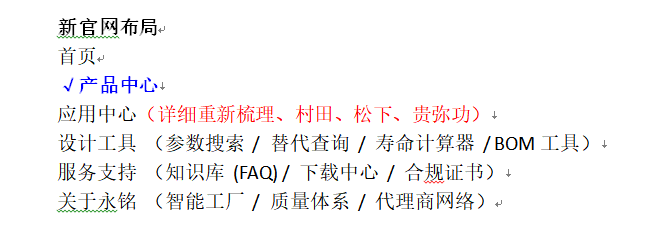 新官网布局
首页
√产品中心
应用中心（详细重新梳理、村田、松下、贵弥功）
设计工具 （参数搜索 / 替代查询 / 寿命计算器 /BOM 工具）
服务支持 （知识库 (FAQ) / 下载中心 / 合规证书）
关于永铭 （智能工厂 / 质量体系 / 代理商网络）